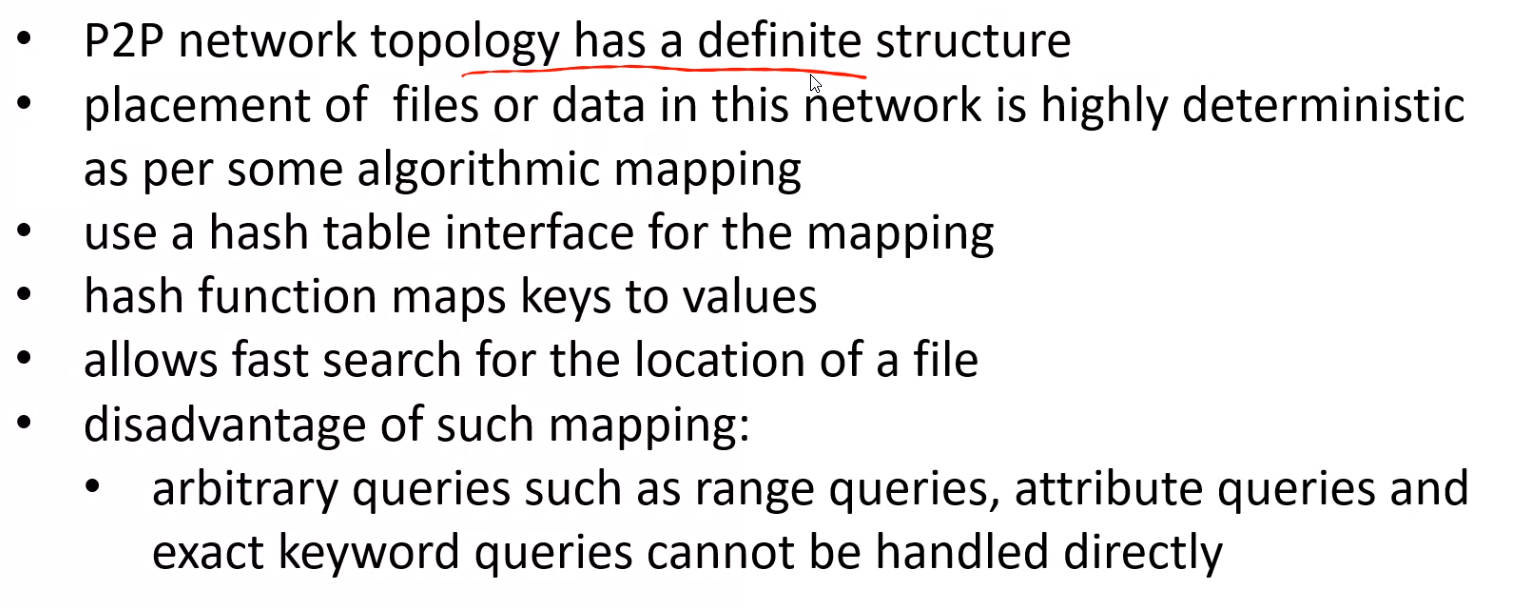 • P2P network topology has a definite structure
• placement of files or data in this network is highly deterministic
as per some algorithmic mapping
• use a hash table interface for the mapping
• hash function maps keys to values
• allows fast search for the location of a file
• disadvantage of such mapping:
• arbitrary queries such as range queries, attribute queries and
exact keyword queries cannot be handled directly